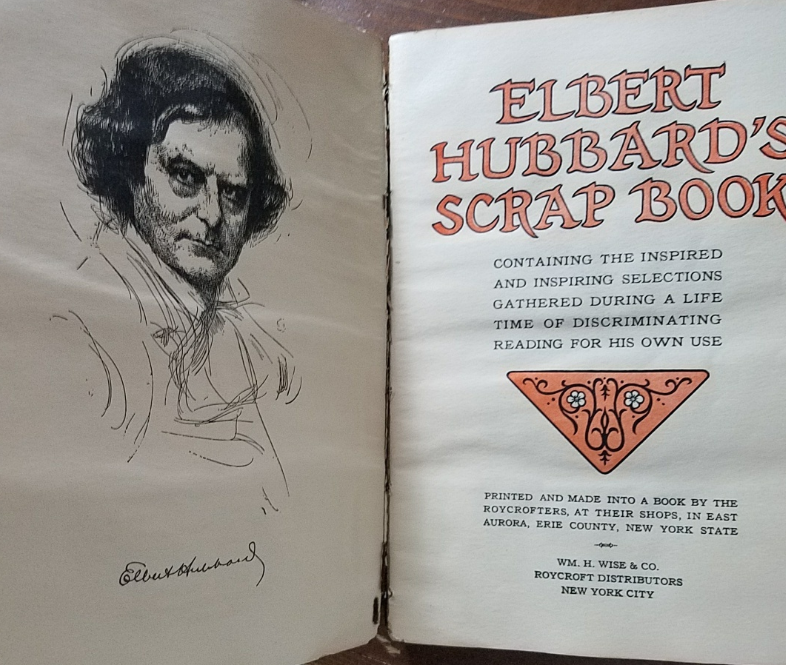 Elbert Hubbard
ELBERT
HUBBARD'S
SCRAP BOOK
CONTAINING THE INSPIRED
AND INSPIRING SELECTIONS
GATHERED DURING A LIFE
TIME OF DISCRIMINATING
READING FOR HIS OWN USE
PRINTED AND MADE INTO A BOOK BY THE
ROYCROFTERS, AT THEIR SHOPS, IN EAST
AURORA, ERIE COUNTY, NEW YORK STATE
WM. H. WISE & CO.
ROYCROFT DISTRIBUTORS
NEW YORK CITY